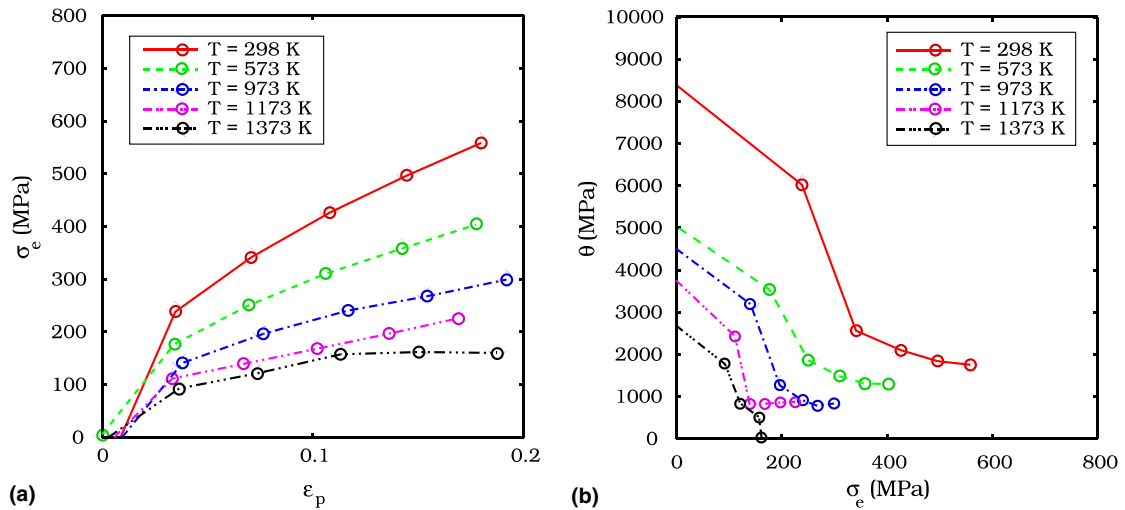 800
700
600
500
400
300
200
100
0
σe (MPa)
T = 298 K
T = 573 K
T = 973 K
T = 1173 K
T = 1373 K
0 0.1 0.2
εp
(a)
10000
9000
8000
7000
6000
5000
4000
3000
2000
1000
0
θ (MPa)
T = 298 K
T = 573 K
T = 973 K
T = 1173 K
T = 1373 K
0 200 400 600 800
σe (MPa)
(b)